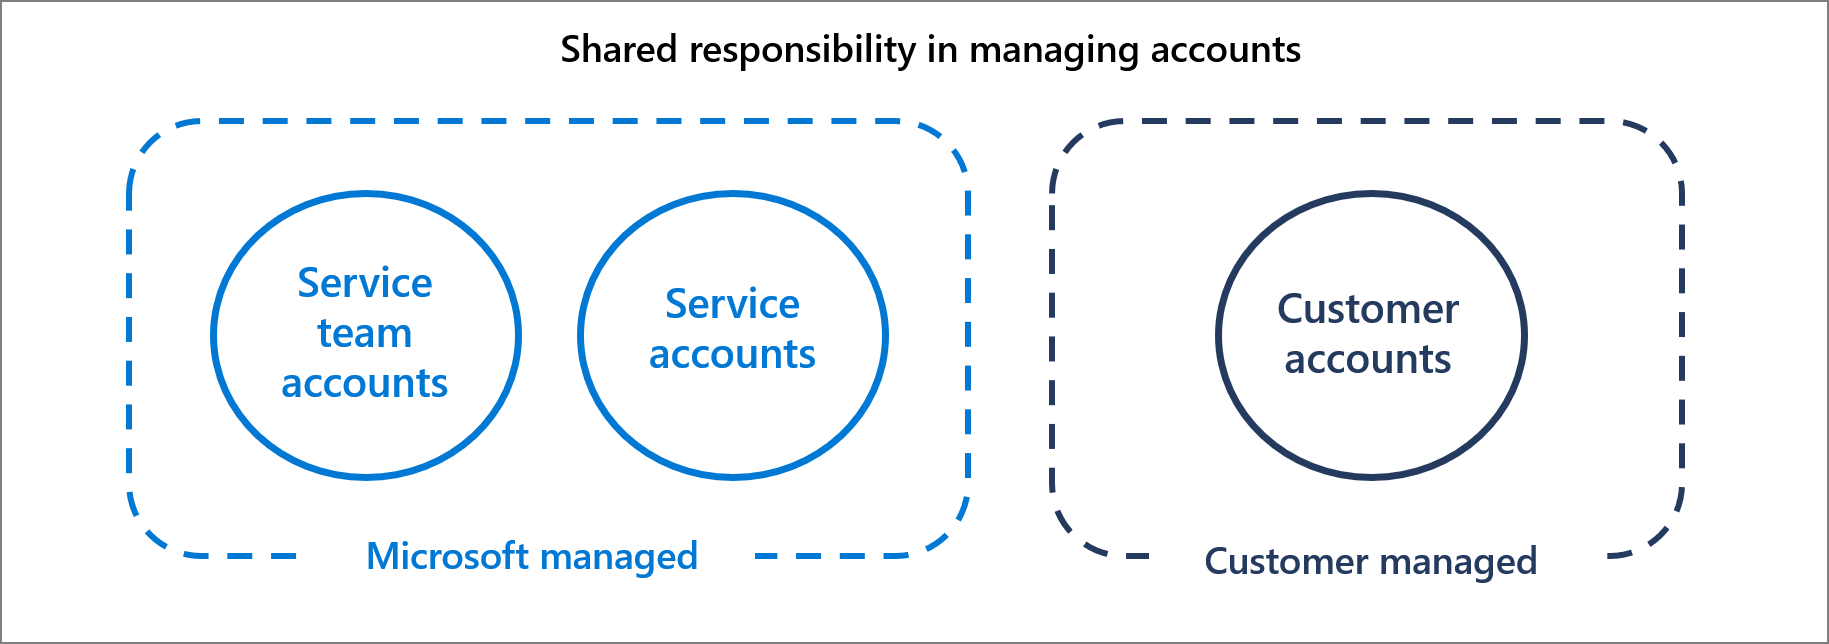 Shared responsibility in managing accounts
Service
team
accounts
Service
accounts
Customer
accounts
Microsoft managed
Customer managed